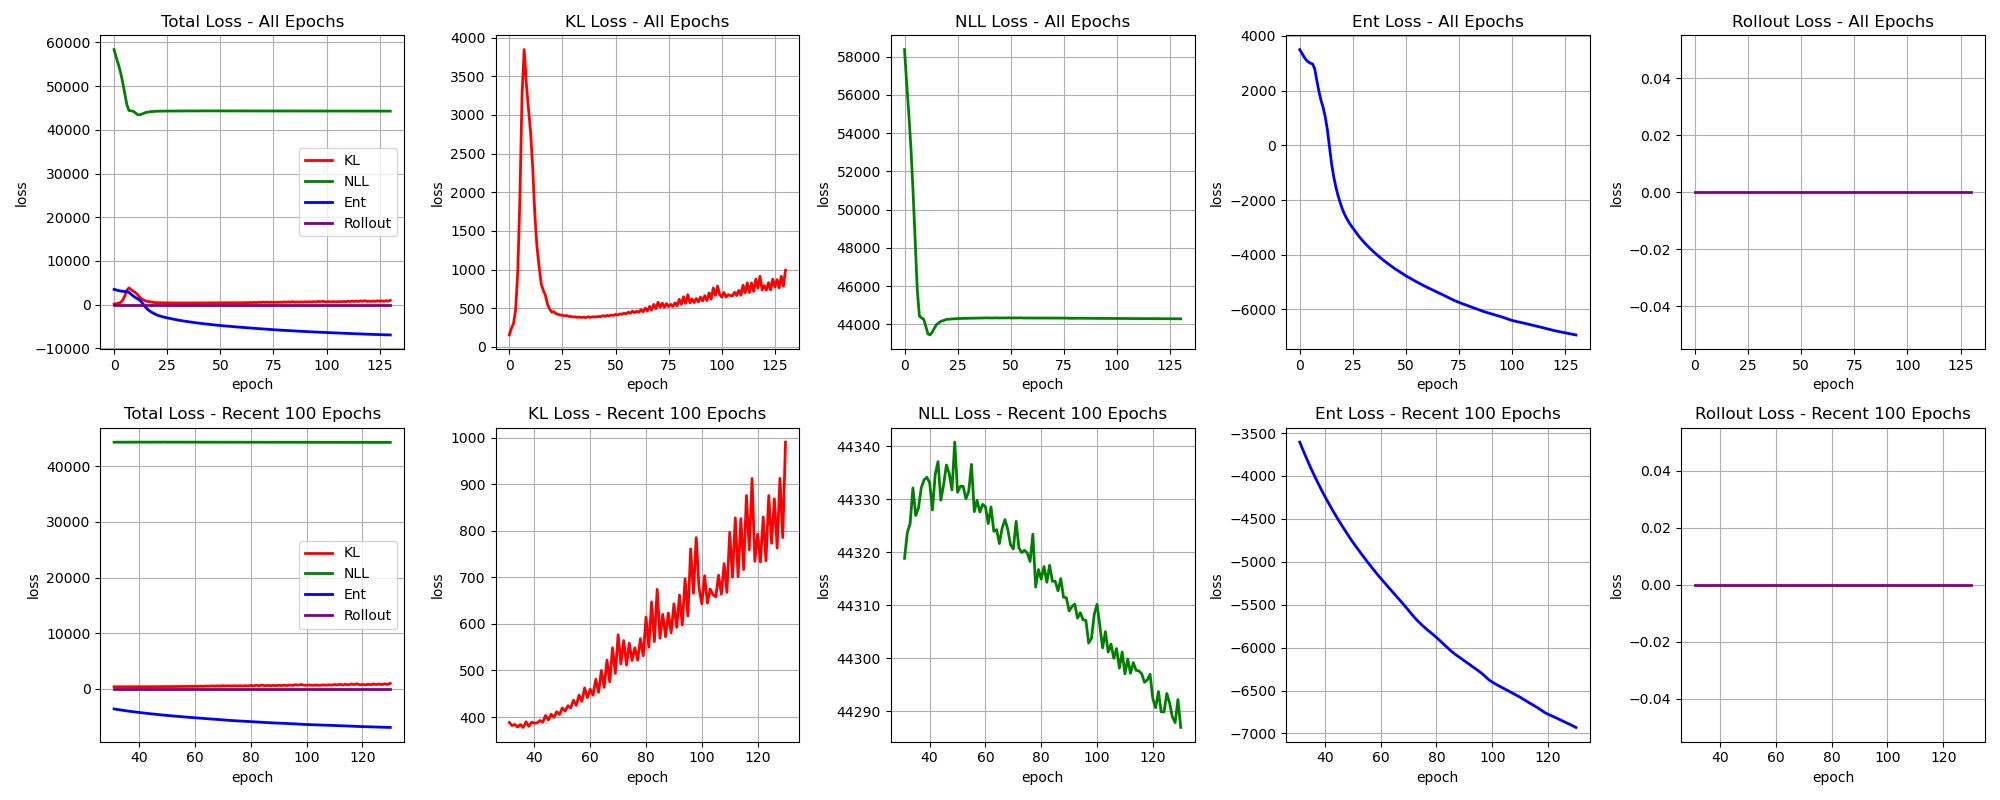 Total Loss - All Epochs
60000
50000
40000
30000
20000
10000
0
−10000
loss
KL
NLL
Ent
Rollout
0 25 50 75 100 125
epoch
KL Loss - All Epochs
4000
3500
3000
2500
2000
1500
1000
500
0
loss
0 25 50 75 100 125
epoch
NLL Loss - All Epochs
58000
56000
54000
52000
50000
48000
46000
44000
loss
0 25 50 75 100 125
epoch
Ent Loss - All Epochs
4000
2000
0
−2000
−4000
−6000
loss
0 25 50 75 100 125
epoch
Rollout Loss - All Epochs
0.04
0.02
0.00
−0.02
−0.04
loss
0 25 50 75 100 125
epoch
Total Loss - Recent 100 Epochs
40000
30000
20000
10000
0
loss
KL
NLL
Ent
Rollout
40 60 80 100 120
epoch
KL Loss - Recent 100 Epochs
1000
900
800
700
600
500
400
loss
40 60 80 100 120
epoch
NLL Loss - Recent 100 Epochs
44340
44330
44320
44310
44300
44290
loss
40 60 80 100 120
epoch
Ent Loss - Recent 100 Epochs
−3500
−4000
−4500
−5000
−5500
−6000
−6500
−7000
loss
40 60 80 100 120
epoch
Rollout Loss - Recent 100 Epochs
0.04
0.02
0.00
−0.02
−0.04
loss
40 60 80 100 120
epoch